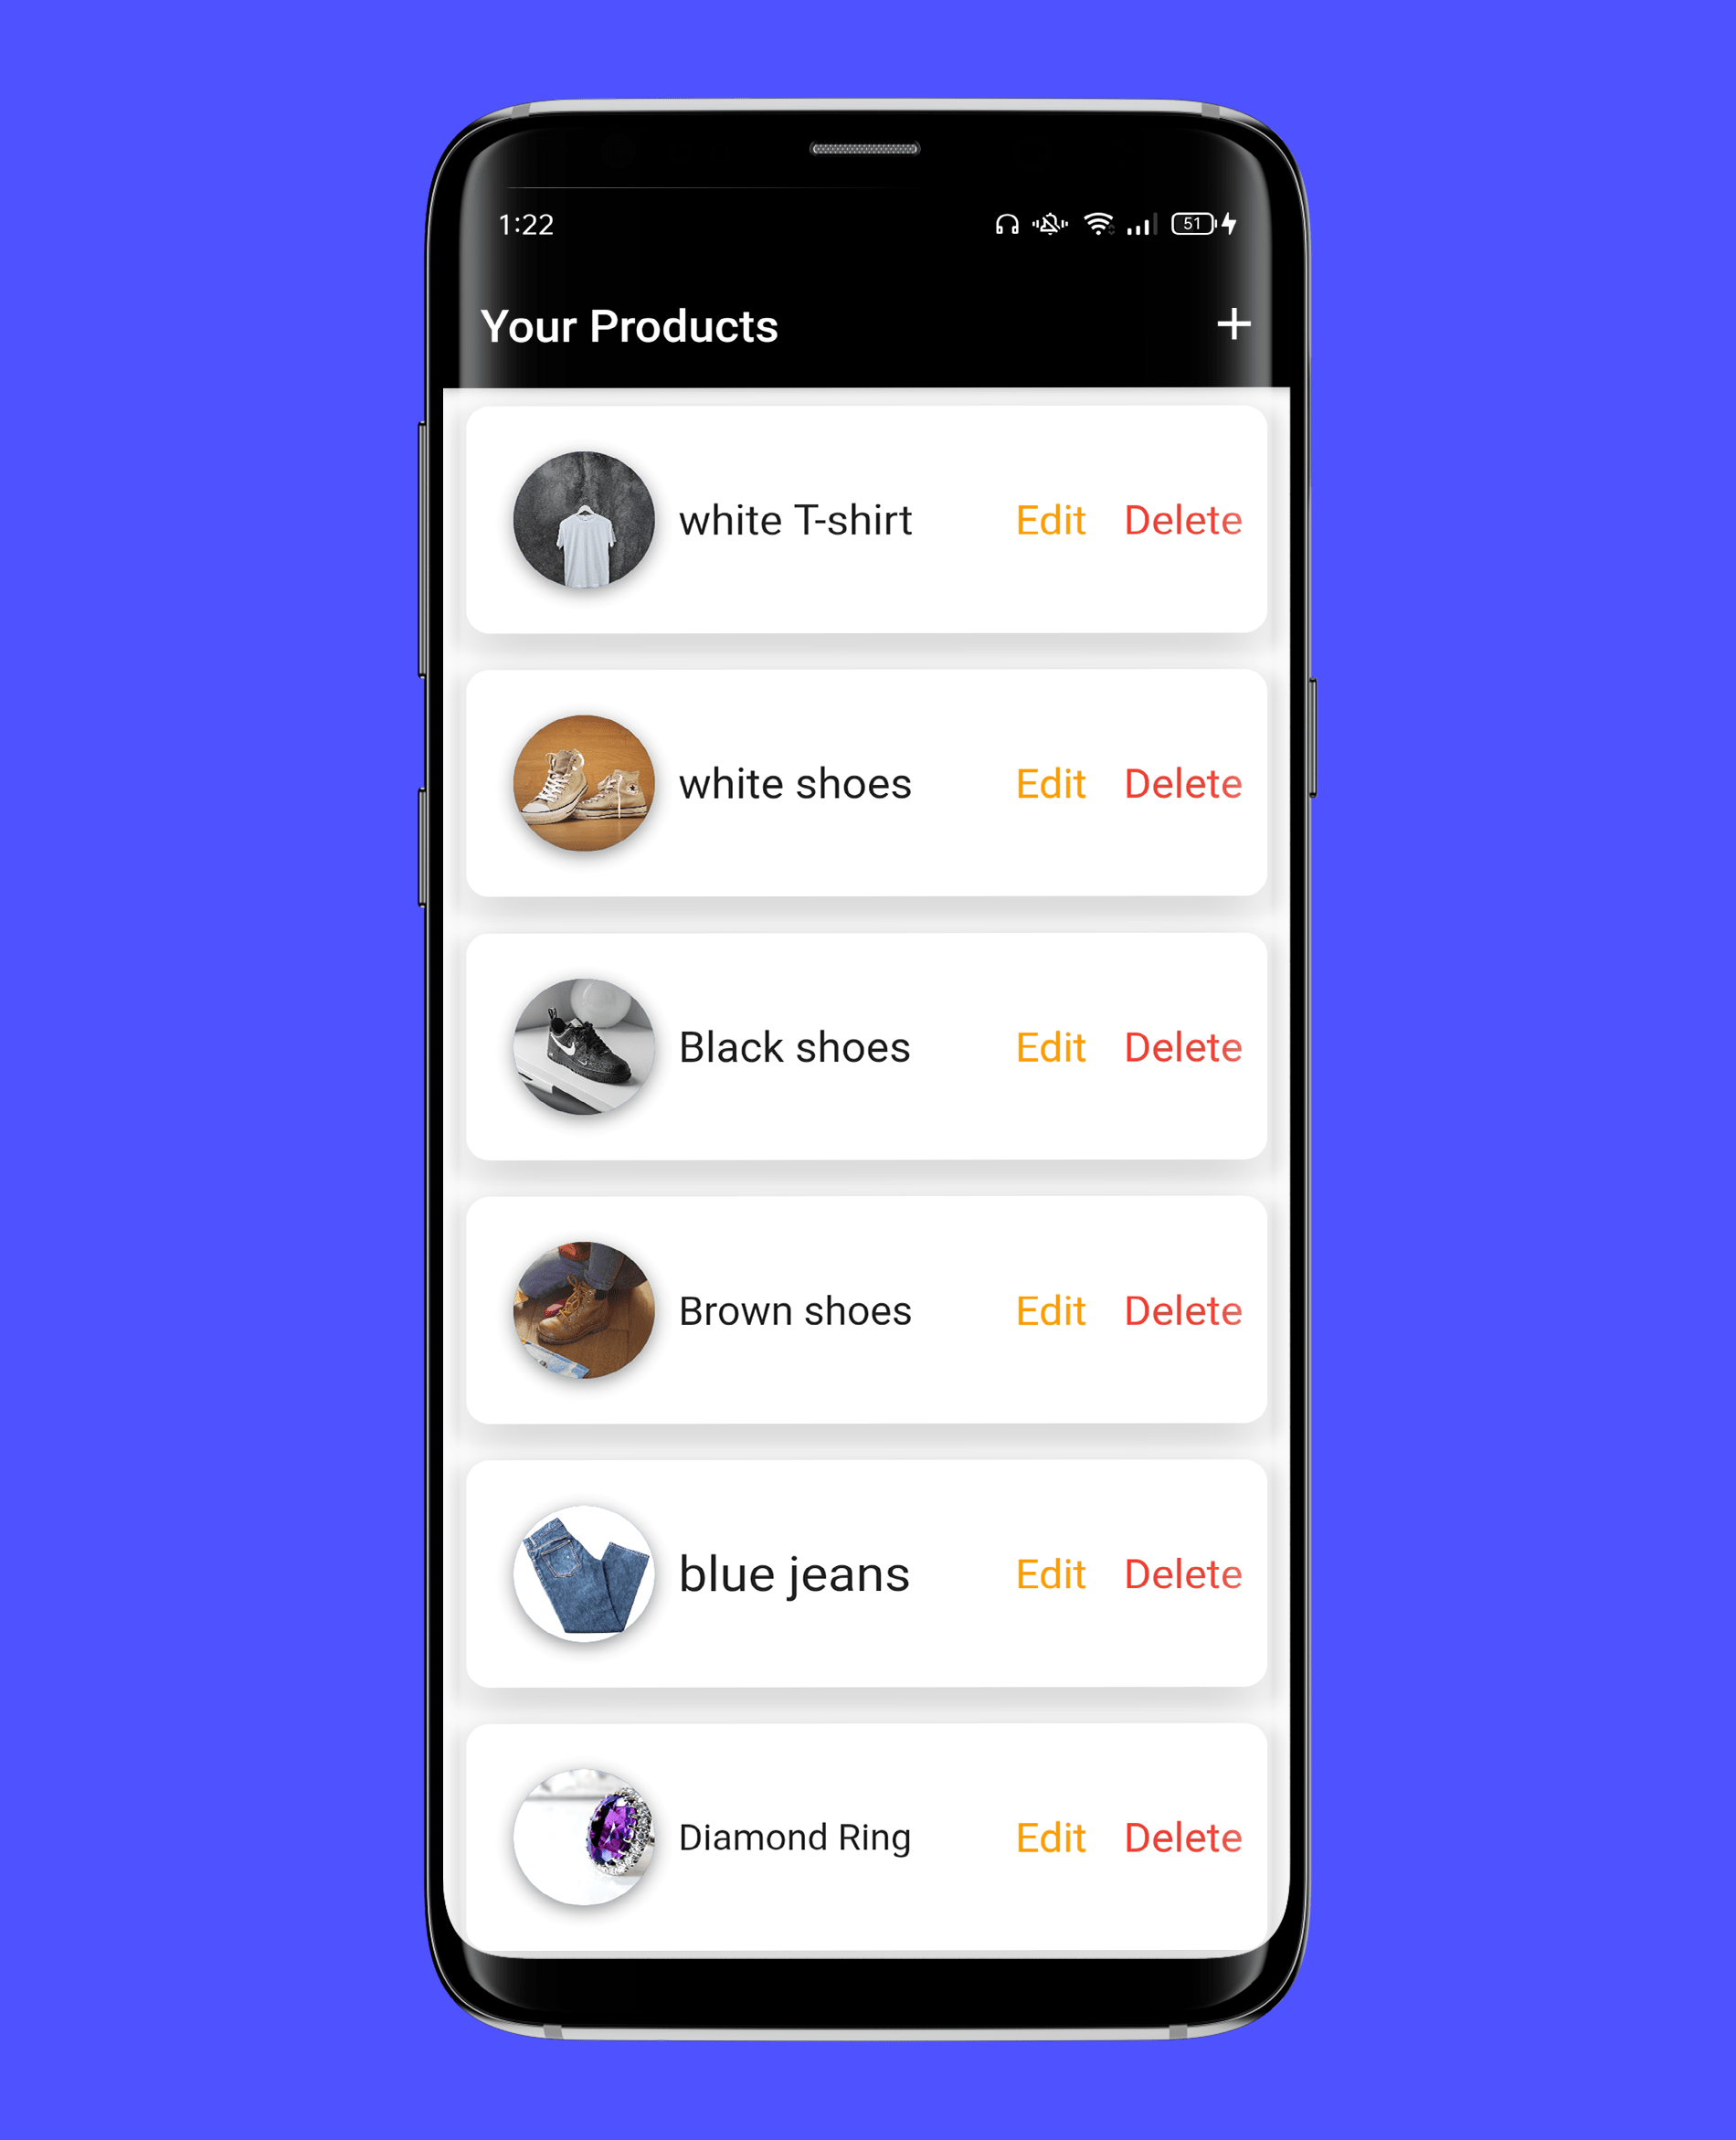 1:22 51
Your Products +
white T-shirt Edit Delete
white shoes Edit Delete
Black shoes Edit Delete
Brown shoes Edit Delete
blue jeans Edit Delete
Diamond Ring Edit Delete